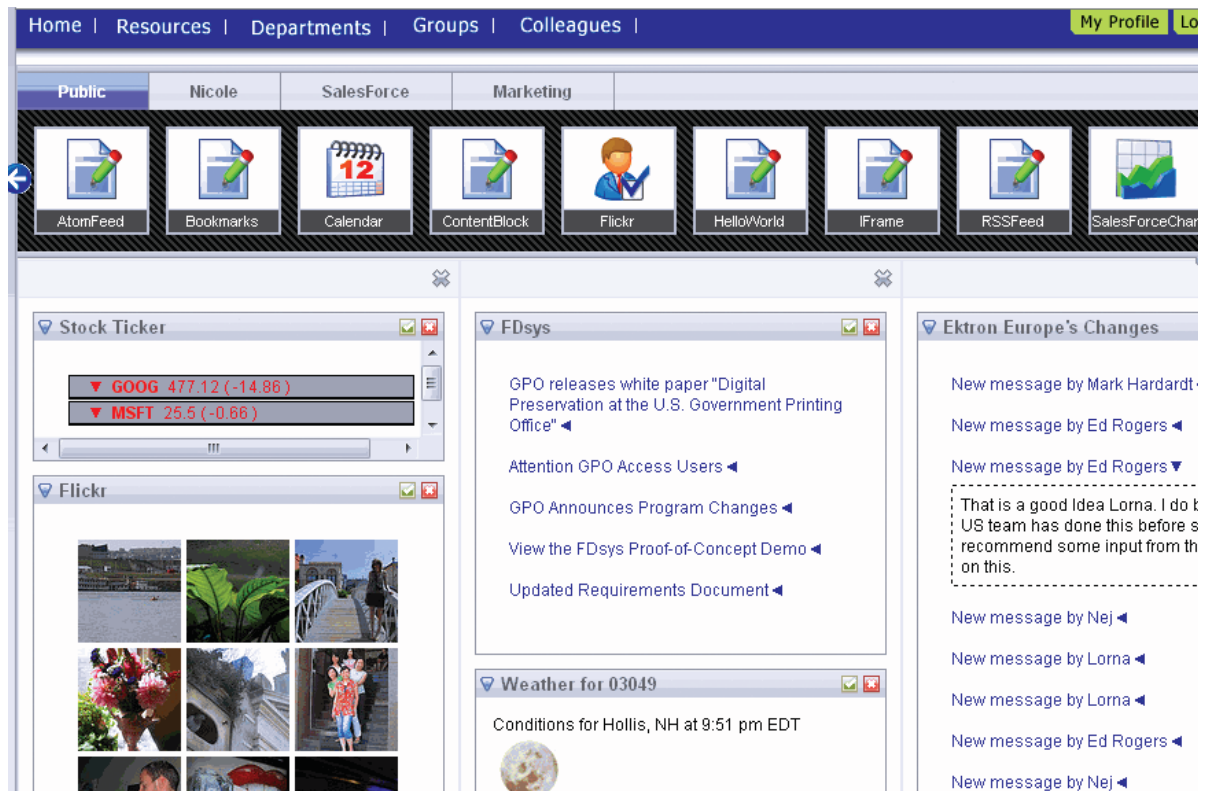 Home | Resources | Departments | Groups | Colleagues |
My Profile
Public Nicole SalesForce Marketing
12
AtomFeed Bookmarks Calendar ContentBlock Flickr HelloWorld IFrame RSSFeed SalesForceChar
Stock Ticker
▼ GOOG 477.12 (-14.86)
▼ MSFT 25.5 (-0.66)
Flickr
FDsys
GPO releases white paper "Digital
Preservation at the U.S. Government Printing
Office"
Attention GPO Access Users
GPO Announces Program Changes
View the FDsys Proof-of-Concept Demo
Updated Requirements Document
Weather for 03049
Conditions for Hollis, NH at 9:51 pm EDT
Ektron Europe's Changes
New message by Mark Hardardt
New message by Ed Rogers
New message by Ed Rogers
That is a good Idea Lorna. I do
US team has done this before
recommend some input from
on this.
New message by Nej
New message by Lorna
New message by Lorna
New message by Ed Rogers
New message by Nej